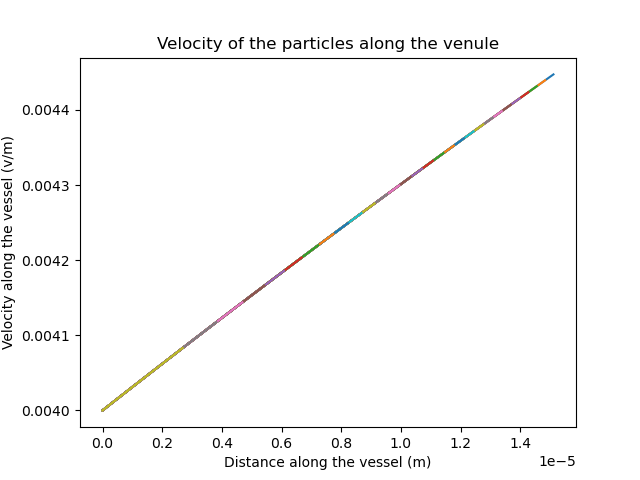 Velocity of the particles along the venule
Velocity along the vessel (v/m)
0.0044
0.0043
0.0042
0.0041
0.0040
0.0 0.2 0.4 0.6 0.8 1.0 1.2 1.4
1e−5
Distance along the vessel (m)